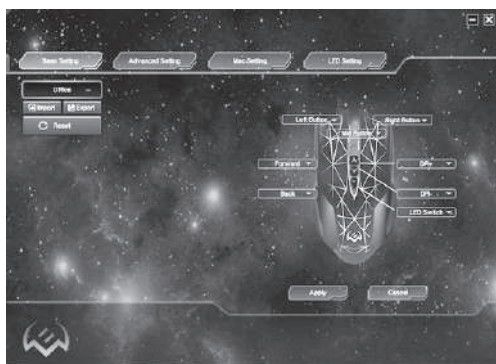 Base Setting
Advanced Setting
Mac-Setting
LED Setting
Office
Import
Export
Reset
Left Button
Right Button
Mid Button
Forward
DPI+
Back
DPI-
LED Switch
Apply
Cancel